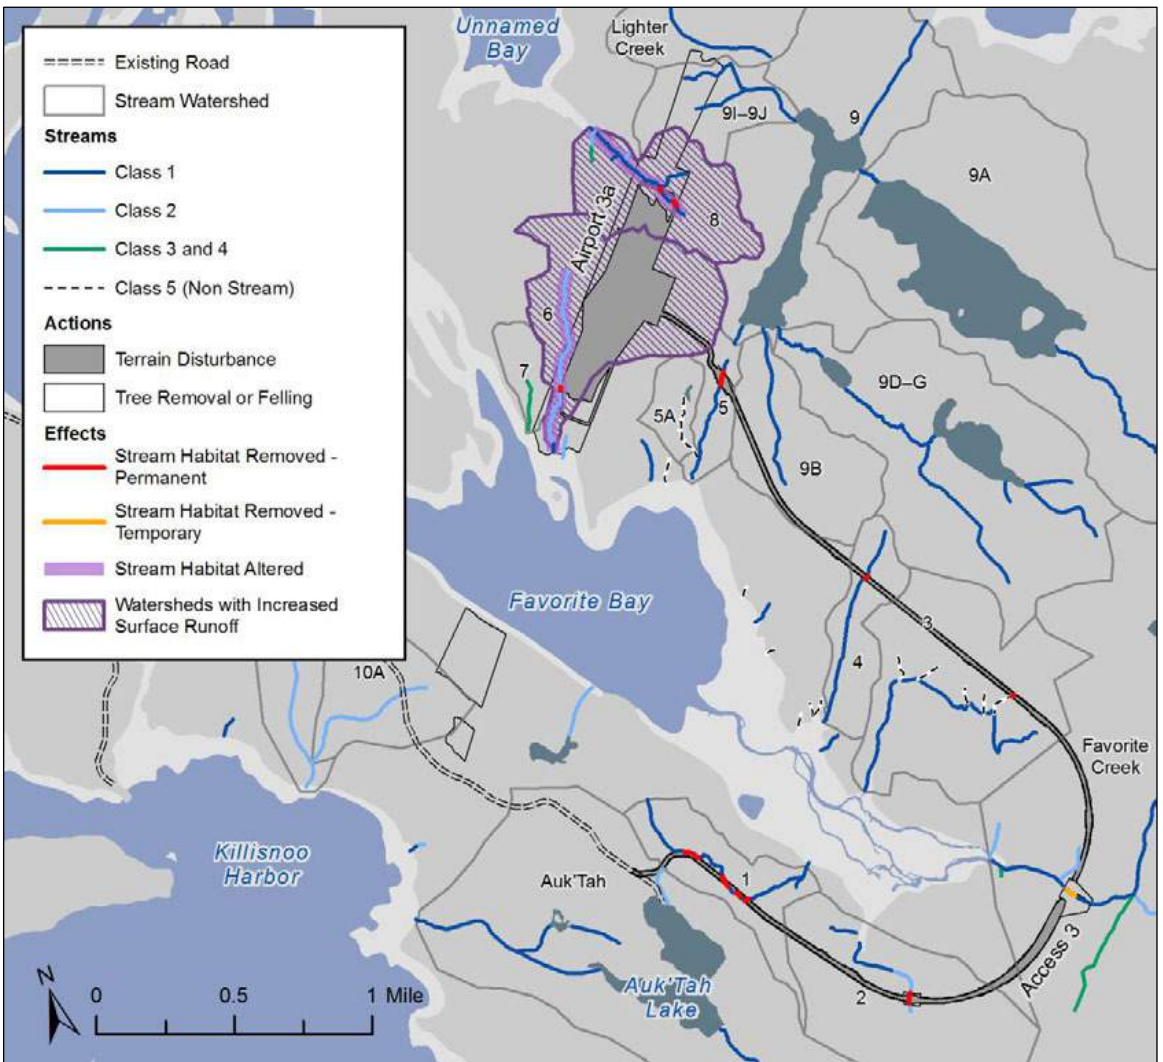 Existing Road
Stream Watershed
Streams
Class 1
Class 2
Class 3 and 4
Class 5 (Non Stream)
Actions
Terrain Disturbance
Tree Removal or Felling
Effects
Stream Habitat Removed -
Permanent
Stream Habitat Removed -
Temporary
Stream Habitat Altered
Watersheds with Increased
Surface Runoff
Unnamed
Bay
Lighter
Creek
9I–9J
9
9A
Airport 3a
8
6
7
5A
5
9D–G
9B
Favorite Bay
3
4
10A
Favorite
Creek
Killisnoo
Harbor
Auk'Tah
1
Access 3
2
Auk'Tah
Lake
N
0 0.5 1 Mile